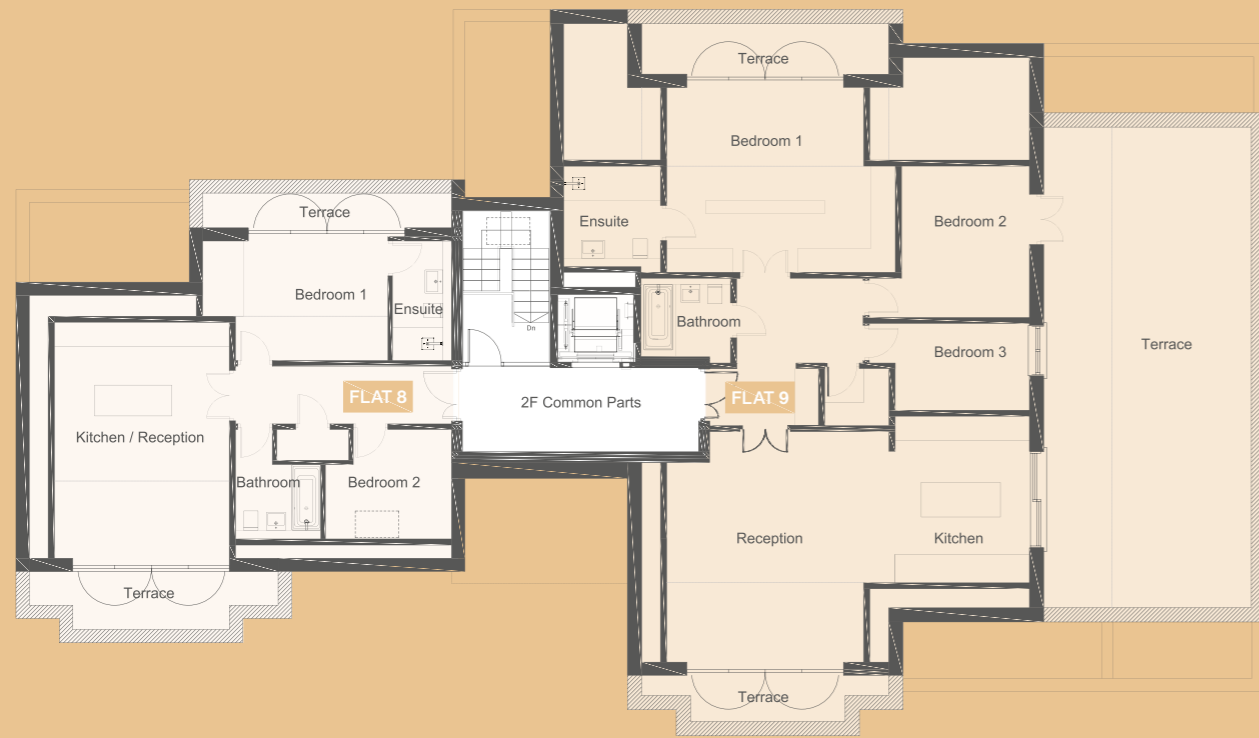 Terrace
Bedroom 1
Ensuite
Bedroom 2
Bathroom
Bedroom 3
Terrace
FLAT 9
Reception
Kitchen
Terrace
Terrace
Bedroom 1
Ensuite
Dn
FLAT 8
2F Common Parts
Kitchen / Reception
Bathroom
Bedroom 2
Terrace